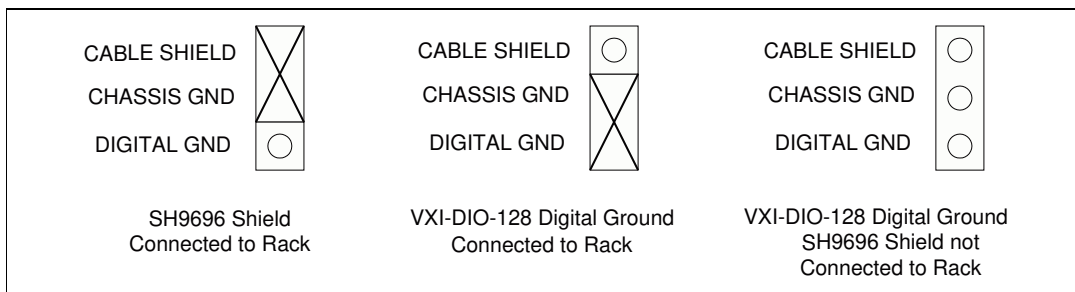 CABLE SHIELD
CHASSIS GND
DIGITAL GND
SH9696 Shield
Connected to Rack
CABLE SHIELD
CHASSIS GND
DIGITAL GND
VXI-DIO-128 Digital Ground
Connected to Rack
CABLE SHIELD
CHASSIS GND
DIGITAL GND
VXI-DIO-128 Digital Ground
SH9696 Shield not
Connected to Rack